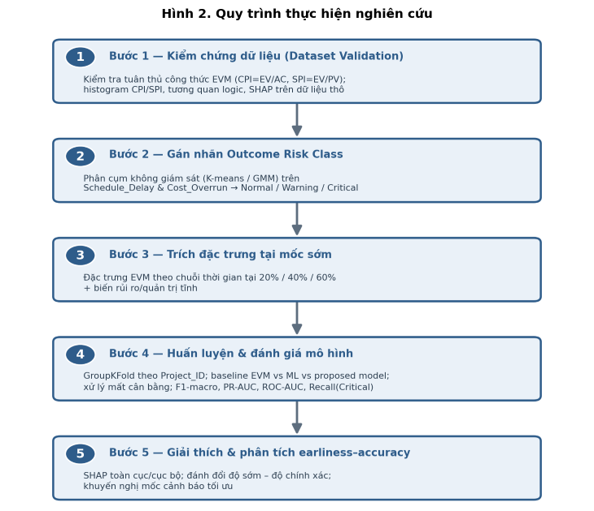 Hình 2. Quy trình thực hiện nghiên cứu
1
Bước 1 — Kiểm chứng dữ liệu (Dataset Validation)
Kiểm tra tuân thủ công thức EVM (CPI=EV/AC, SPI=EV/PV);
histogram CPI/SPI, tương quan logic, SHAP trên dữ liệu thô
2
Bước 2 — Gán nhãn Outcome Risk Class
Phân cụm không giám sát (K-means / GMM) trên
Schedule_Delay & Cost_Overrun → Normal / Warning / Critical
3
Bước 3 — Trích đặc trưng tại mốc sớm
Đặc trưng EVM theo chuỗi thời gian tại 20% / 40% / 60%
+ biến rủi ro/quản trị tĩnh
4
Bước 4 — Huấn luyện & đánh giá mô hình
GroupKFold theo Project_ID; baseline EVM vs ML vs proposed model;
xử lý mất cân bằng; F1-macro, PR-AUC, ROC-AUC, Recall(Critical)
5
Bước 5 — Giải thích & phân tích earliness–accuracy
SHAP toàn cục/cục bộ; đánh đổi độ sớm – độ chính xác;
khuyến nghị mốc cảnh báo tối ưu